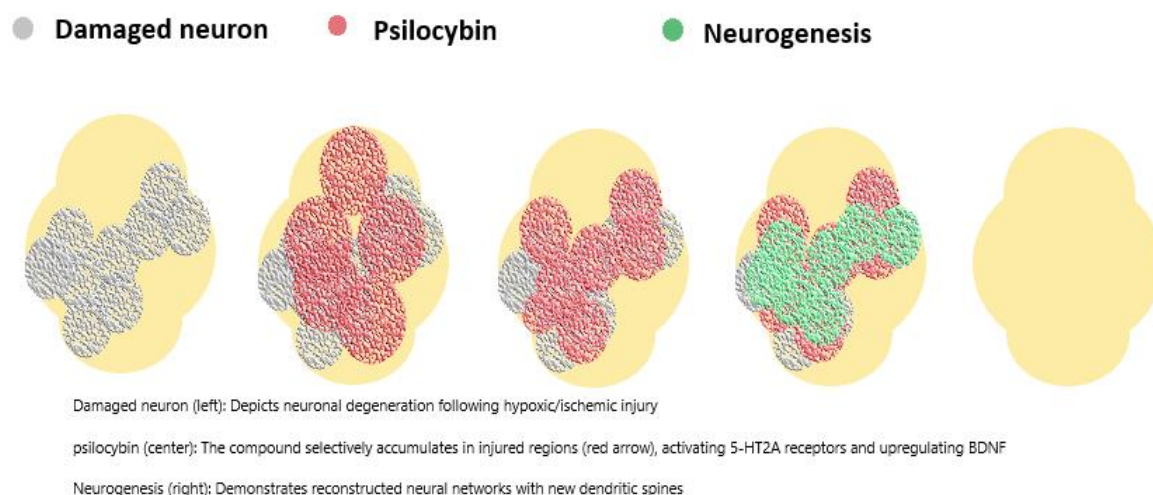 Damaged neuron Psilocybin Neurogenesis
Damaged neuron (left): Depicts neuronal degeneration following hypoxic/ischemic injury
psilocybin (center): The compound selectively accumulates in injured regions (red arrow), activating 5-HT2A receptors and upregulating BDNF
Neurogenesis (right): Demonstrates reconstructed neural networks with new dendritic spines